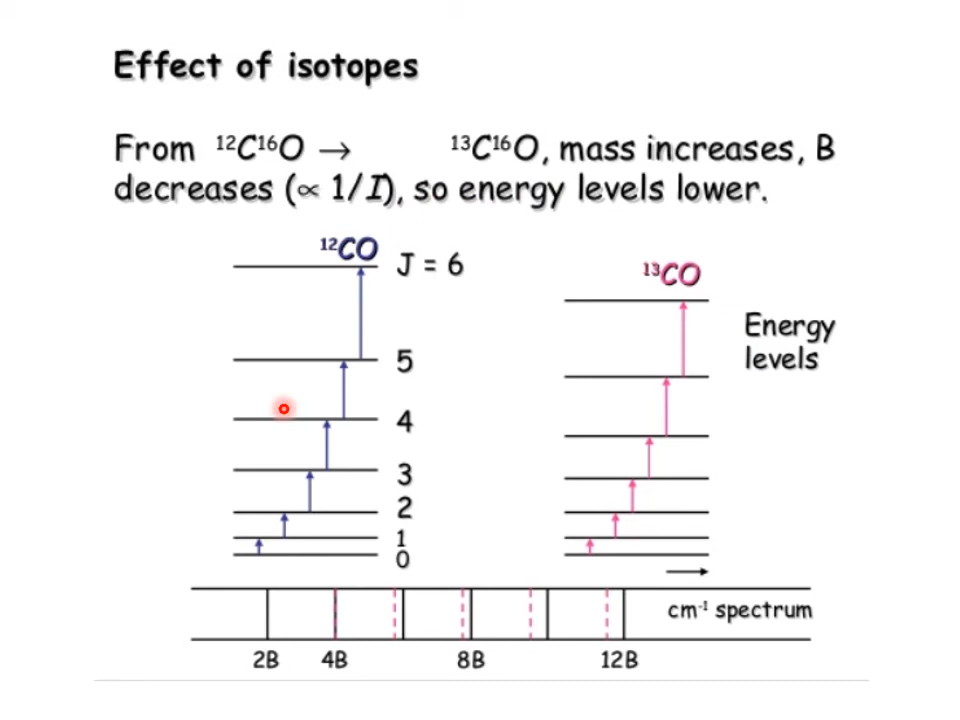 Effect of isotopes
From ¹²C¹⁶O → ¹³C¹⁶O, mass increases, B
decreases (∝ 1/I), so energy levels lower.
¹²CO
J = 6
¹³CO
Energy
levels
5
4
3
2
1
0
cm⁻¹ spectrum
2B 4B 8B 12B